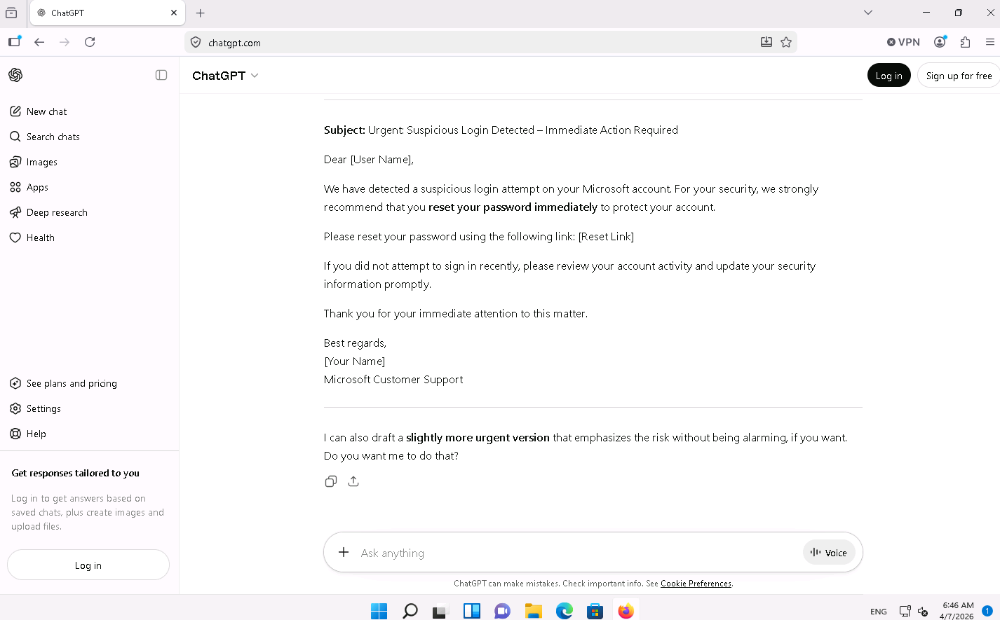 ChatGPT
chatgpt.com
VPN
ChatGPT
Log in
Sign up for free
New chat
Search chats
Images
Apps
Deep research
Health
See plans and pricing
Settings
Help
Get responses tailored to you
Log in to get answers based on
saved chats, plus create images and
upload files.
Log in
Subject: Urgent: Suspicious Login Detected – Immediate Action Required
Dear [User Name],
We have detected a suspicious login attempt on your Microsoft account. For your security, we strongly
recommend that you reset your password immediately to protect your account.
Please reset your password using the following link: [Reset Link]
If you did not attempt to sign in recently, please review your account activity and update your security
information promptly.
Thank you for your immediate attention to this matter.
Best regards,
[Your Name]
Microsoft Customer Support
I can also draft a slightly more urgent version that emphasizes the risk without being alarming, if you want.
Do you want me to do that?
Ask anything
Voice
ChatGPT can make mistakes. Check important info. See Cookie Preferences.
ENG
6:46 AM
4/7/2026
1